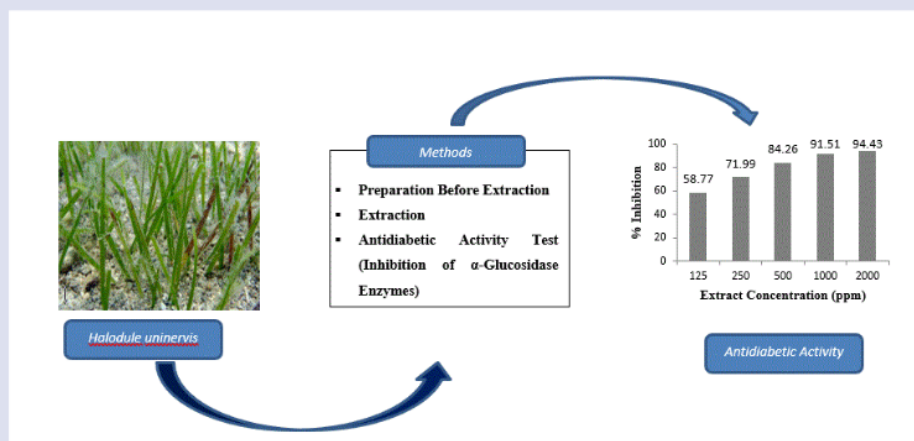 Halodule uninervis
Methods
▪ Preparation Before Extraction
▪ Extraction
▪ Antidiabetic Activity Test
(Inhibition of α-Glucosidase
Enzymes)
% Inhibition
100
80
60
40
20
0
58.77
71.99
84.26
91.51
94.43
125 250 500 1000 2000
Extract Concentration (ppm)
Antidiabetic Activity